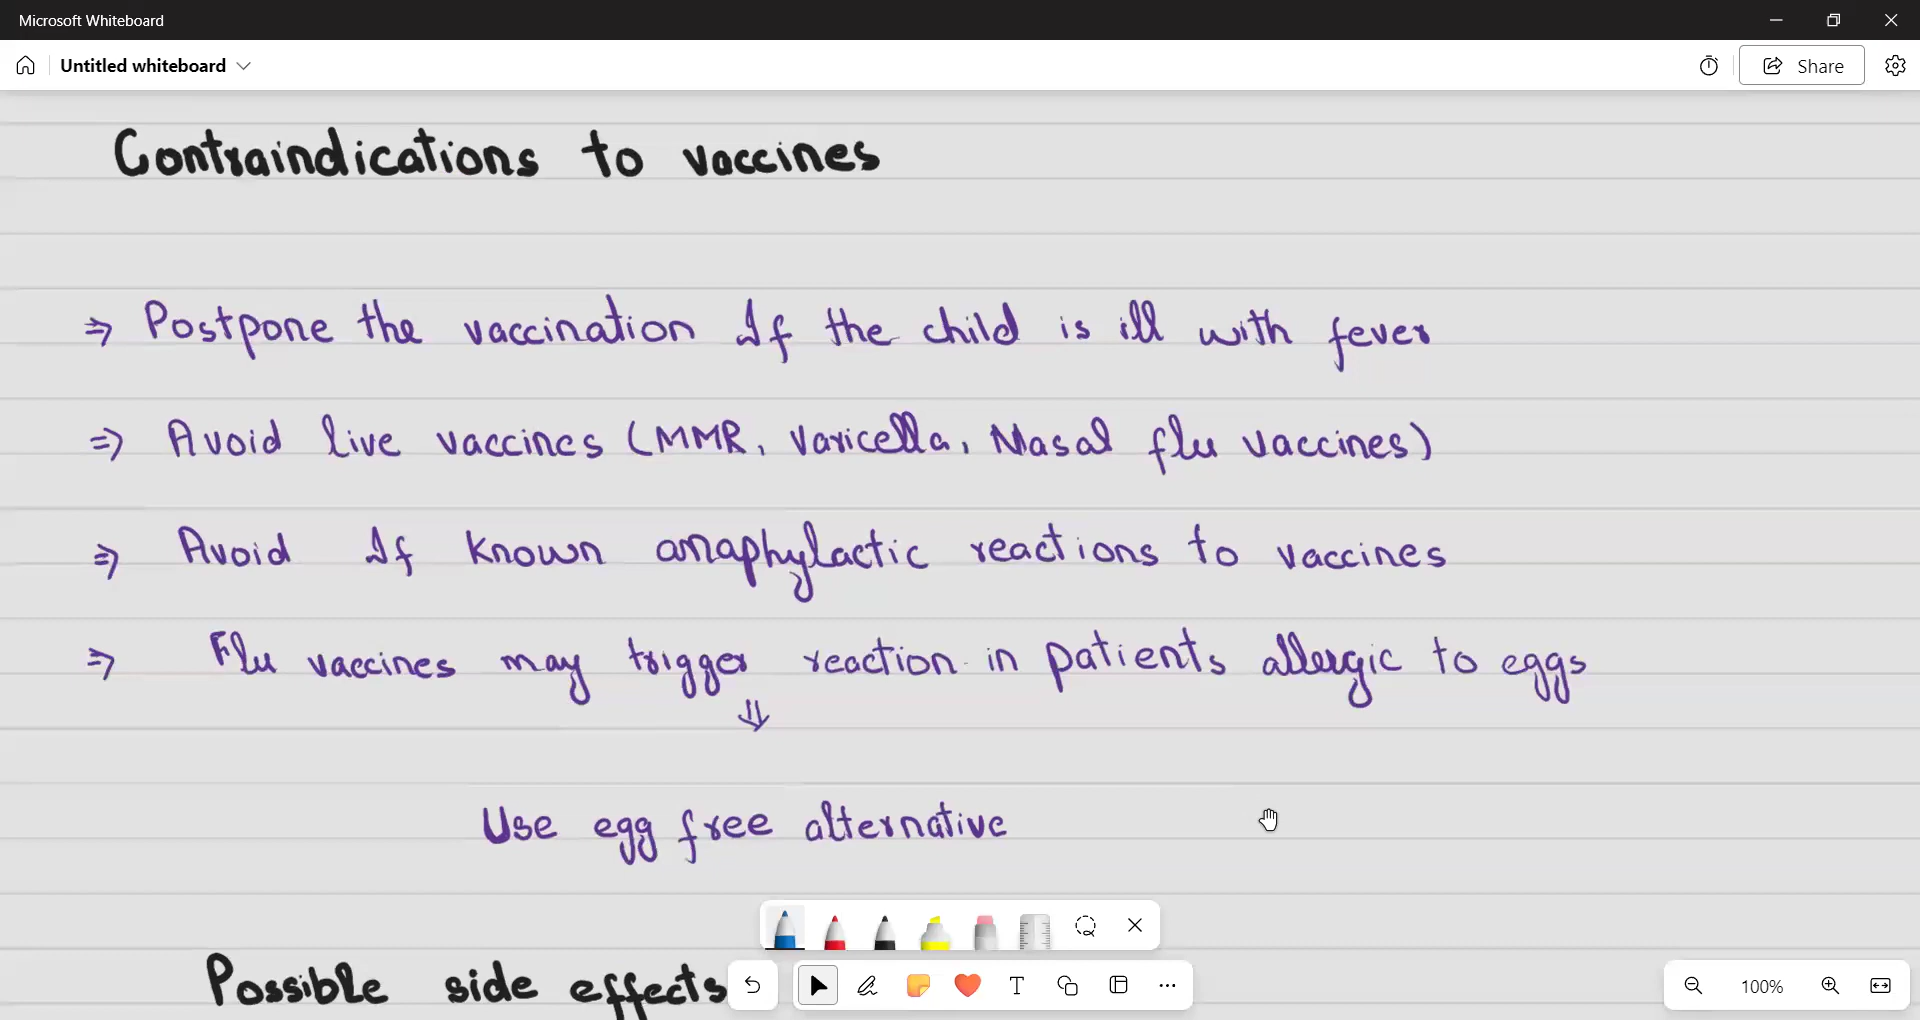 Microsoft Whiteboard
Untitled whiteboard
Share
Contraindications to vaccines
⇒ Postpone the vaccination If the child is ill with fever
⇒ Avoid live vaccines (MMR, Varicella, Nasal flu vaccines)
⇒ Avoid If known anaphylactic reactions to vaccines
⇒ Flu vaccines may trigger reaction in patients allergic to eggs
⇓
Use egg free alternative
Possible side effects
100%